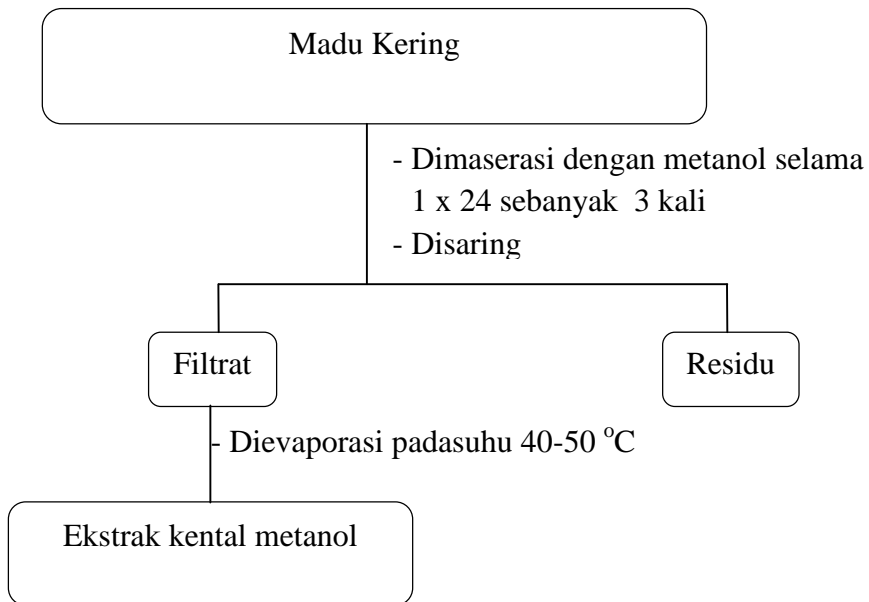 Madu Kering
- Dimaserasi dengan metanol selama
1 x 24 sebanyak 3 kali
- Disaring
Filtrat
Residu
- Dievaporasi padasuhu 40-50 °C
Ekstrak kental metanol